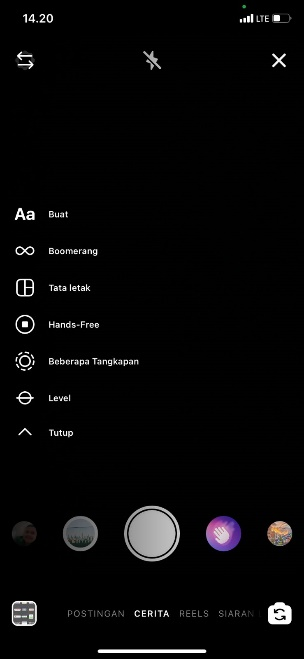 14.20
LTE
Aa Buat
Boomerang
Tata letak
Hands-Free
Beberapa Tangkapan
Level
Tutup
POSTINGAN CERITA REELS SIARAN